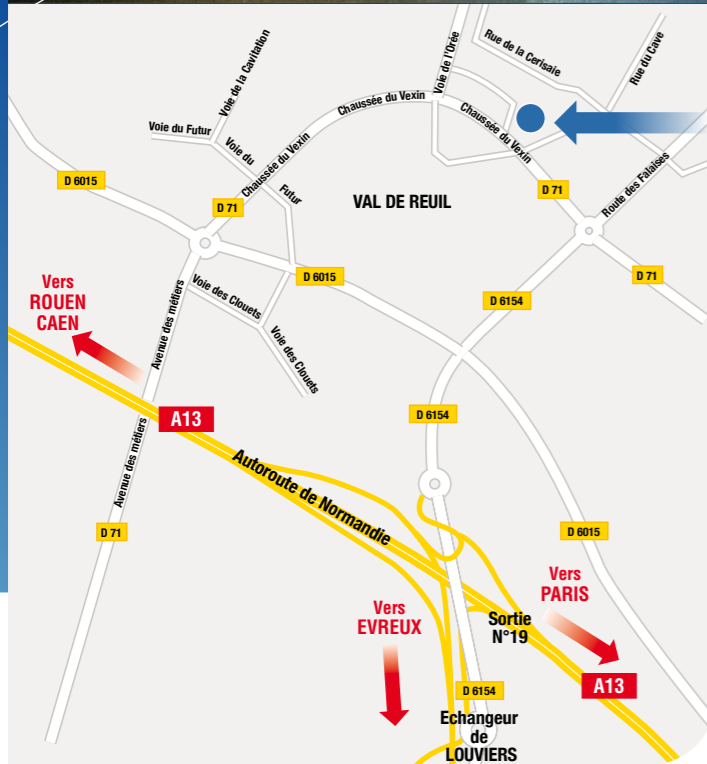 Voie de la Cavitation
Voie de l'Orée
Rue de la Cerisaie
Rue du Cave
Voie du Futur
Chaussée du Vexin
Chaussée du Vexin
Voie du
Futur
Chaussée du Vexin
D 6015
D 71
VAL DE REUIL
D 71
Route des Falaises
D 71
D 6015
D 6154
Vers
ROUEN
CAEN
Avenue des métiers
Voie des Clouets
Voie des Clouets
A13
D 6154
Avenue des métiers
Autoroute de Normandie
D 71
D 6015
Vers
PARIS
Vers
EVREUX
Sortie
N°19
D 6154
A13
Echangeur
de
LOUVIERS